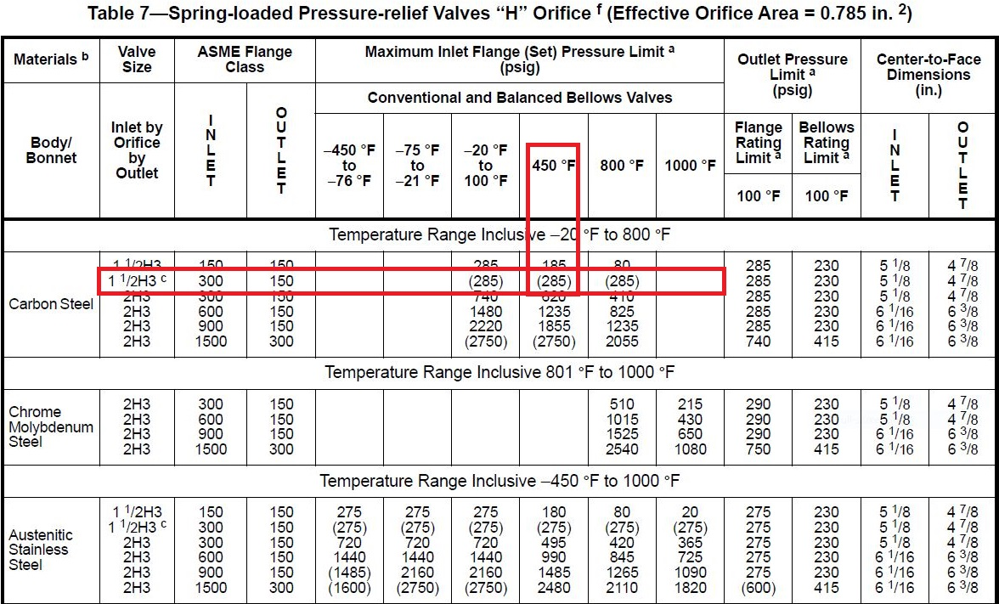 Table 7—Spring-loaded Pressure-relief Valves “H” Orifice f (Effective Orifice Area = 0.785 in. 2)
Materials b Valve Size ASME Flange Class Maximum Inlet Flange (Set) Pressure Limit a (psig) Outlet Pressure Limit a (psig) Center-to-Face Dimensions (in.)
Conventional and Balanced Bellows Valves
Body/ Bonnet Inlet by Orifice by Outlet INLET OUTLET –450 °F to –76 °F –75 °F to –21 °F –20 °F to 100 °F 450 °F 800 °F 1000 °F Flange Rating Limit a Bellows Rating Limit a INLET OUTLET
100 °F 100 °F
Temperature Range Inclusive –20 °F to 800 °F
Carbon Steel
1 1/2H3 150 150 285 185 80 285 230 5 1/8 4 7/8
1 1/2H3 c 300 150 (285) (285) (285) 285 230 5 1/8 4 7/8
2H3 300 150 740 620 410 285 230 5 1/8 4 7/8
2H3 600 150 1480 1235 825 285 230 6 1/16 6 3/8
2H3 900 150 2220 1855 1235 285 230 6 1/16 6 3/8
2H3 1500 300 (2750) (2750) 2055 740 415 6 1/16 6 3/8
Temperature Range Inclusive 801 °F to 1000 °F
Chrome Molybdenum Steel
2H3 300 150 510 215 290 230 5 1/8 4 7/8
2H3 600 150 1015 430 290 230 5 1/8 4 7/8
2H3 900 150 1525 650 290 230 6 1/16 6 3/8
2H3 1500 300 2540 1080 750 415 6 1/16 6 3/8
Temperature Range Inclusive –450 °F to 1000 °F
Austenitic Stainless Steel
1 1/2H3 150 150 275 275 275 180 80 20 275 230 5 1/8 4 7/8
1 1/2H3 c 300 150 (275) (275) (275) (275) (275) (275) 275 230 5 1/8 4 7/8
2H3 300 150 720 720 720 495 420 365 275 230 5 1/8 4 7/8
2H3 600 150 1440 1440 1440 990 845 725 275 230 6 1/16 6 3/8
2H3 900 150 (1485) 2160 2160 1485 1265 1090 275 230 6 1/16 6 3/8
2H3 1500 300 (1600) (2750) (2750) 2480 2110 1820 (600) 415 6 1/16 6 3/8